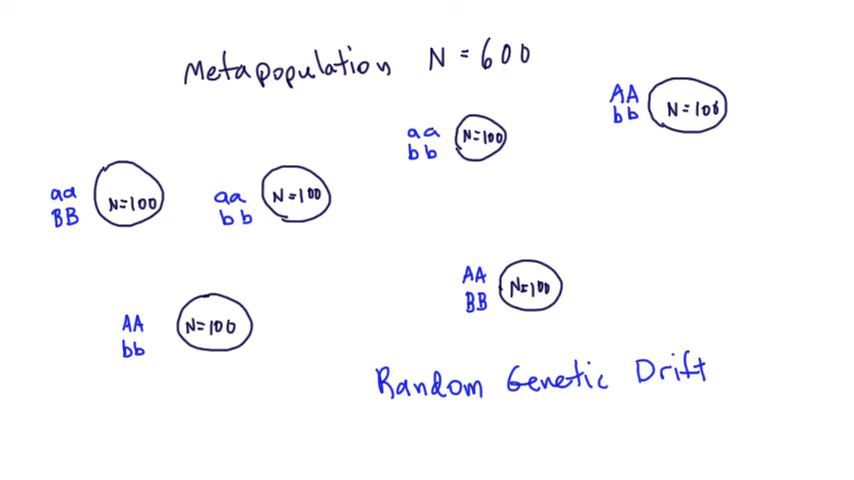 Metapopulation N = 600
AA
bb
N=100
aa
bb
N=100
aa
BB
N=100
aa
bb
N=100
AA
BB
N=100
AA
bb
N=100
Random Genetic Drift